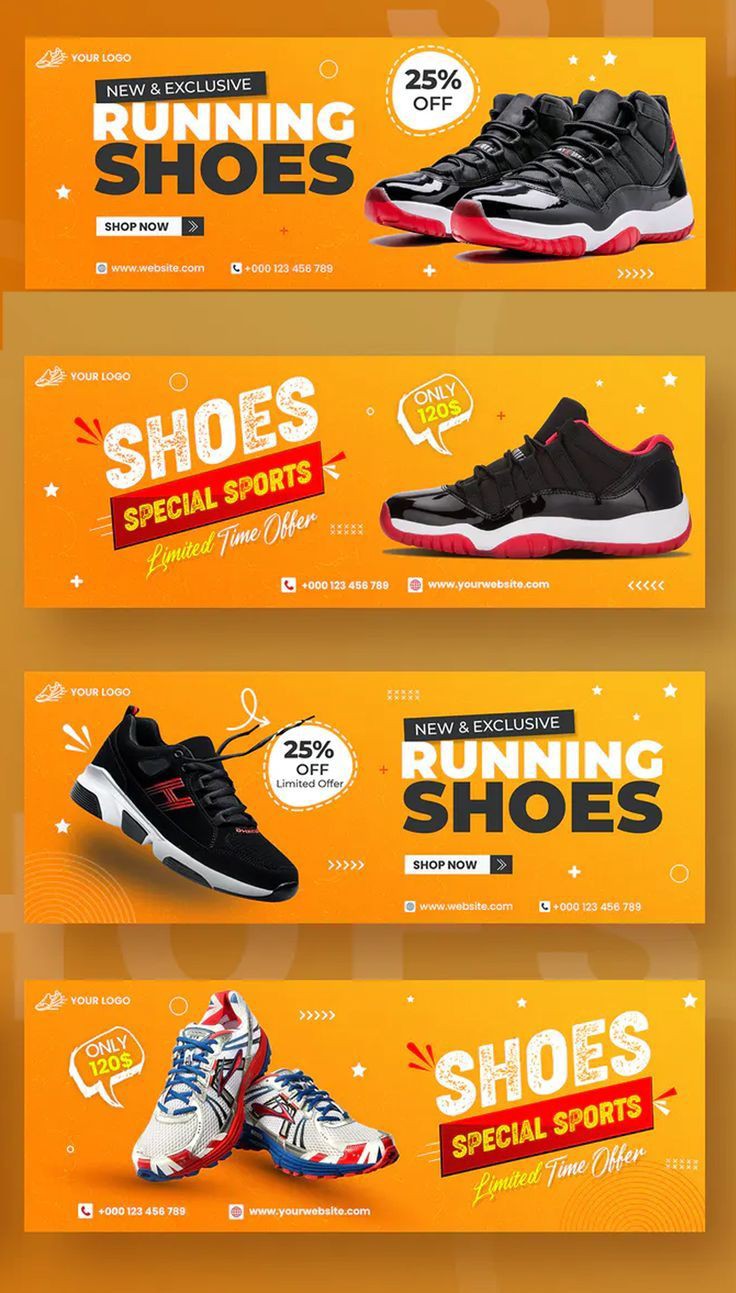 YOUR LOGO
NEW & EXCLUSIVE
RUNNING
SHOES
25%
OFF
SHOP NOW
www.website.com
+000 123 456 789
YOUR LOGO
SHOES
SPECIAL SPORTS
Limited Time Offer
ONLY
120$
+000 123 456 789
www.yourwebsite.com
YOUR LOGO
25%
OFF
Limited Offer
H
NEW & EXCLUSIVE
RUNNING
SHOES
SHOP NOW
www.website.com
+000 123 456 789
YOUR LOGO
ONLY
120$
SHOES
SPECIAL SPORTS
Limited Time Offer
+000 123 456 789
www.yourwebsite.com